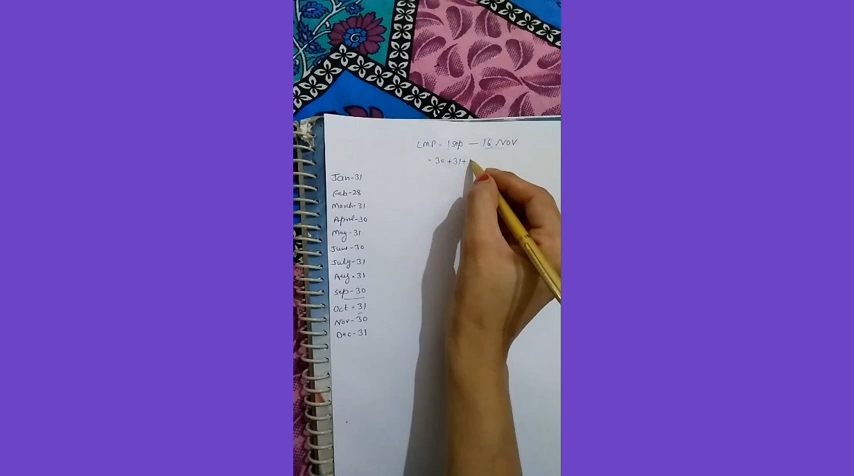 LMP - 1 Sep — 16 NOV
= 30 + 31 +
Jan-31
Feb-28
March-31
April-30
May-31
June-30
July-31
Aug-31
Sep-30
Oct-31
Nov-30
Dec-31